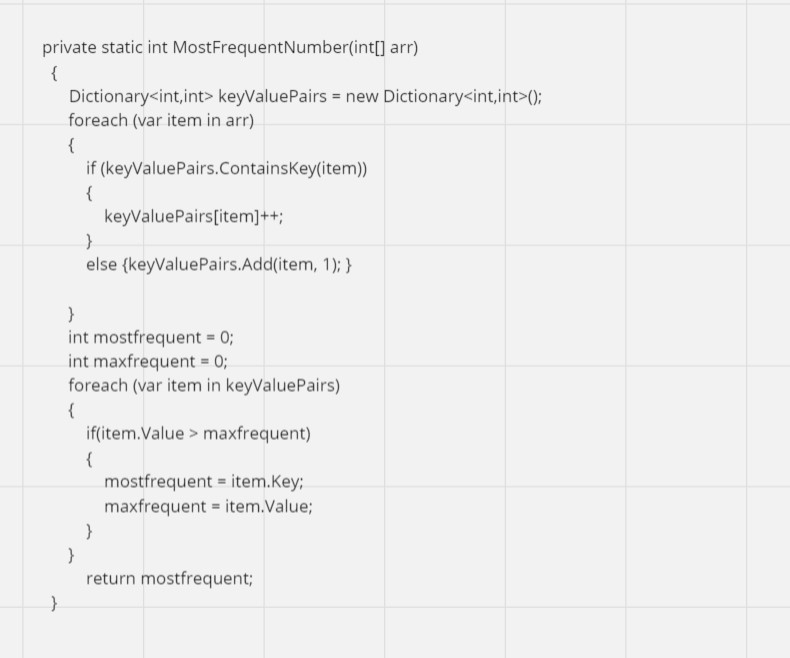 private static int MostFrequentNumber(int[] arr)
{
Dictionary<int,int> keyValuePairs = new Dictionary<int,int>();
foreach (var item in arr)
{
if (keyValuePairs.ContainsKey(item))
{
keyValuePairs[item]++;
}
else {keyValuePairs.Add(item, 1); }
}
int mostfrequent = 0;
int maxfrequent = 0;
foreach (var item in keyValuePairs)
{
if(item.Value > maxfrequent)
{
mostfrequent = item.Key;
maxfrequent = item.Value;
}
}
return mostfrequent;
}